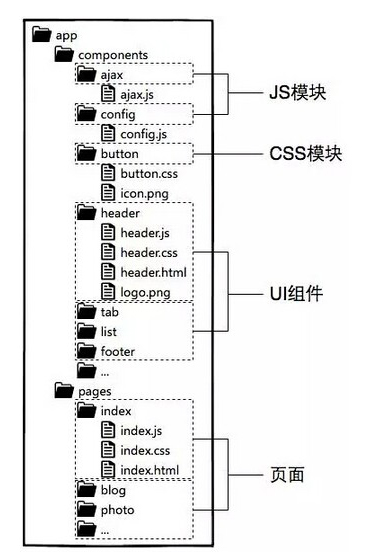 app
components
ajax
ajax.js
JS模块
config
config.js
button
CSS模块
button.css
icon.png
header
header.js
header.css
header.html
logo.png
UI组件
tab
list
footer
...
pages
index
index.js
index.css
index.html
页面
blog
photo
...